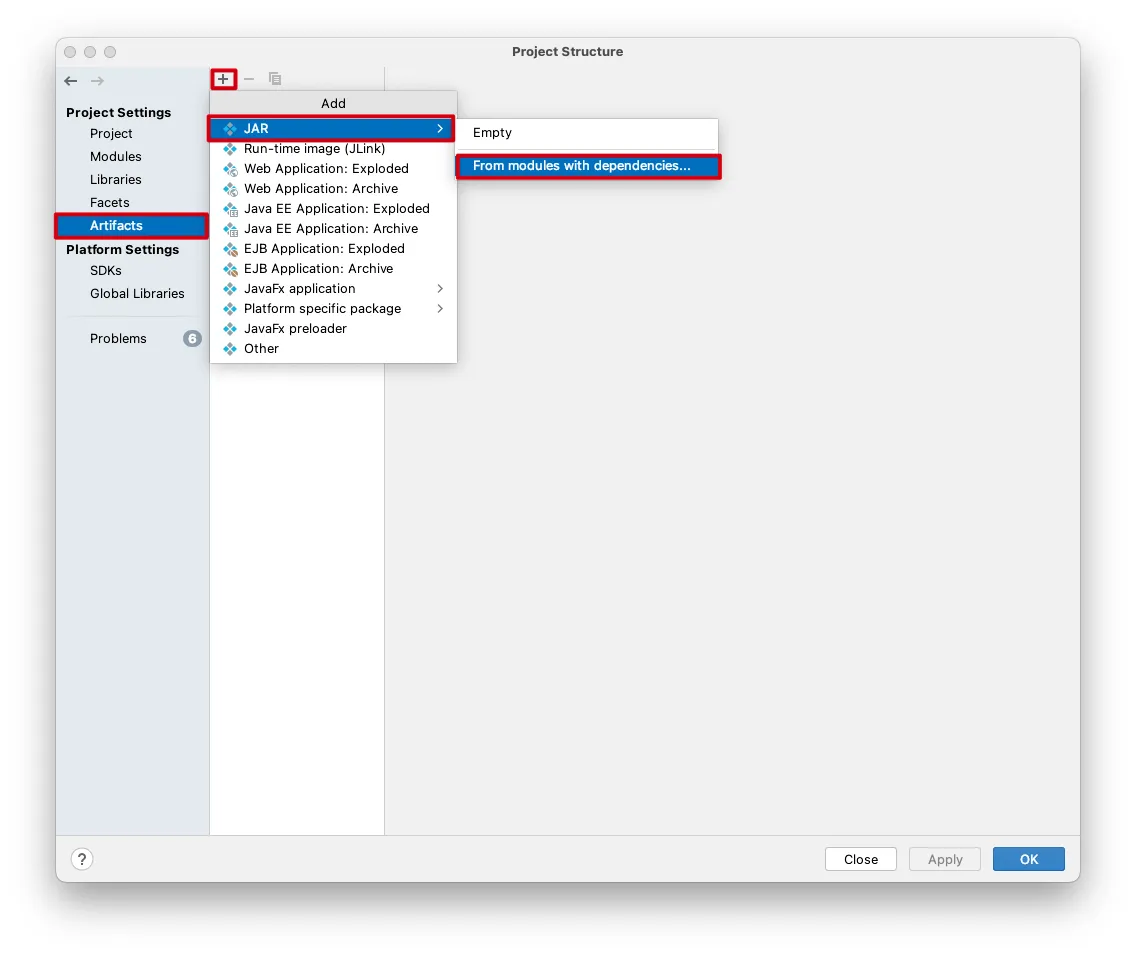 Project Structure
Project Settings
Project
Modules
Libraries
Facets
Artifacts
Platform Settings
SDKs
Global Libraries
Problems
6
Add
JAR
Run-time image (JLink)
Web Application: Exploded
Web Application: Archive
Java EE Application: Exploded
Java EE Application: Archive
EJB Application: Exploded
EJB Application: Archive
JavaFx application
Platform specific package
JavaFx preloader
Other
Empty
From modules with dependencies...
?
Close
Apply
OK